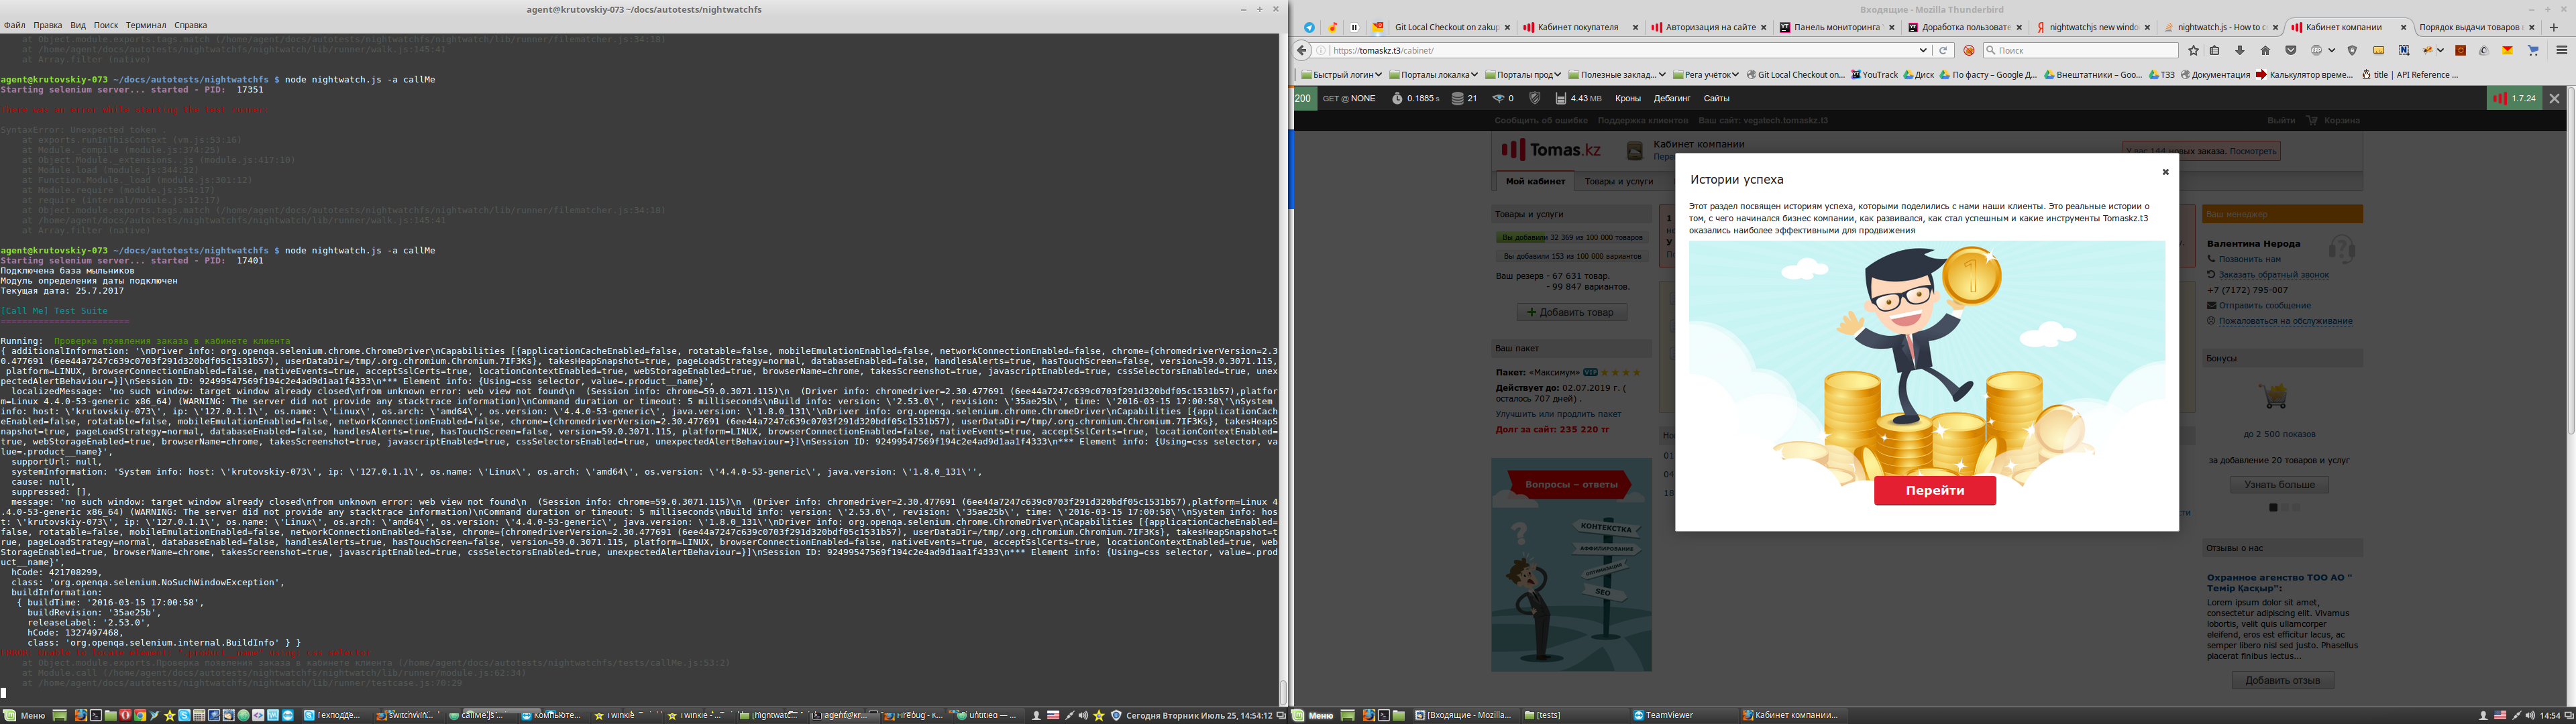 agent@krutovskiy-073 ~/docs/autotests/nightwatchfs
Файл Правка Вид Поиск Терминал Справка
at Object.module.exports.tags.match (/home/agent/docs/autotests/nightwatchfs/nightwatch/lib/runner/filematcher.js:34:18)
at /home/agent/docs/autotests/nightwatchfs/nightwatch/lib/runner/walk.js:145:41
at Array.filter (native)
agent@krutovskiy-073 ~/docs/autotests/nightwatchfs $ node nightwatch.js -a callMe
Starting selenium server... started - PID: 17351
There was an error while starting the test runner:
SyntaxError: Unexpected token .
at exports.runInThisContext (vm.js:53:16)
at Module._compile (module.js:374:25)
at Object.Module._extensions..js (module.js:417:10)
at Module.load (module.js:344:32)
at Function.Module._load (module.js:301:12)
at Module.require (module.js:354:17)
at require (internal/module.js:12:17)
at Object.module.exports.tags.match (/home/agent/docs/autotests/nightwatchfs/nightwatch/lib/runner/filematcher.js:34:18)
at /home/agent/docs/autotests/nightwatchfs/nightwatch/lib/runner/walk.js:145:41
at Array.filter (native)
agent@krutovskiy-073 ~/docs/autotests/nightwatchfs $ node nightwatch.js -a callMe
Starting selenium server... started - PID: 17401
Подключена база мыльников
Модуль определения даты подключен
Текущая дата: 25.7.2017
[Call Me] Test Suite
========================
Running: Проверка появления заказа в кабинете клиента
{ additionalInformation: '\nDriver info: org.openqa.selenium.chrome.ChromeDriver\nCapabilities [{applicationCacheEnabled=false, rotatable=false, mobileEmulationEnabled=false, networkConnectionEnabled=false, chrome={chromedriverVersion=2.3
0.477691 (6ee44a7247c639c0703f291d320bdf05c1531b57), userDataDir=/tmp/.org.chromium.Chromium.7IF3Ks}, takesHeapSnapshot=true, pageLoadStrategy=normal, databaseEnabled=false, handlesAlerts=true, hasTouchScreen=false, version=59.0.3071.115,
platform=LINUX, browserConnectionEnabled=false, nativeEvents=true, acceptSslCerts=true, locationContextEnabled=true, webStorageEnabled=true, browserName=chrome, takesScreenshot=true, javascriptEnabled=true, cssSelectorsEnabled=true, unex
pectedAlertBehaviour=}]\nSession ID: 92499547569f194c2e4ad9d1aa1f4333\n*** Element info: {Using=css selector, value=.product__name}',
localizedMessage: 'no such window: target window already closed\nfrom unknown error: web view not found\n (Session info: chrome=59.0.3071.115)\n (Driver info: chromedriver=2.30.477691 (6ee44a7247c639c0703f291d320bdf05c1531b57),platfor
m=Linux 4.4.0-53-generic x86_64) (WARNING: The server did not provide any stacktrace information)\nCommand duration or timeout: 5 milliseconds\nBuild info: version: \'2.53.0\', revision: \'35ae25b\', time: \'2016-03-15 17:00:58\'\nSystem
info: host: \'krutovskiy-073\', ip: \'127.0.1.1\', os.name: \'Linux\', os.arch: \'amd64\', os.version: \'4.4.0-53-generic\', java.version: \'1.8.0_131\'\nDriver info: org.openqa.selenium.chrome.ChromeDriver\nCapabilities [{applicationCach
eEnabled=false, rotatable=false, mobileEmulationEnabled=false, networkConnectionEnabled=false, chrome={chromedriverVersion=2.30.477691 (6ee44a7247c639c0703f291d320bdf05c1531b57), userDataDir=/tmp/.org.chromium.Chromium.7IF3Ks}, takesHeapS
napshot=true, pageLoadStrategy=normal, databaseEnabled=false, handlesAlerts=true, hasTouchScreen=false, version=59.0.3071.115, platform=LINUX, browserConnectionEnabled=false, nativeEvents=true, acceptSslCerts=true, locationContextEnabled=
true, webStorageEnabled=true, browserName=chrome, takesScreenshot=true, javascriptEnabled=true, cssSelectorsEnabled=true, unexpectedAlertBehaviour=}]\nSession ID: 92499547569f194c2e4ad9d1aa1f4333\n*** Element info: {Using=css selector, va
lue=.product__name}',
supportUrl: null,
systemInformation: 'System info: host: \'krutovskiy-073\', ip: \'127.0.1.1\', os.name: \'Linux\', os.arch: \'amd64\', os.version: \'4.4.0-53-generic\', java.version: \'1.8.0_131\'',
cause: null,
suppressed: [],
message: 'no such window: target window already closed\nfrom unknown error: web view not found\n (Session info: chrome=59.0.3071.115)\n (Driver info: chromedriver=2.30.477691 (6ee44a7247c639c0703f291d320bdf05c1531b57),platform=Linux 4
.4.0-53-generic x86_64) (WARNING: The server did not provide any stacktrace information)\nCommand duration or timeout: 5 milliseconds\nBuild info: version: \'2.53.0\', revision: \'35ae25b\', time: \'2016-03-15 17:00:58\'\nSystem info: hos
t: \'krutovskiy-073\', ip: \'127.0.1.1\', os.name: \'Linux\', os.arch: \'amd64\', os.version: \'4.4.0-53-generic\', java.version: \'1.8.0_131\'\nDriver info: org.openqa.selenium.chrome.ChromeDriver\nCapabilities [{applicationCacheEnabled=
false, rotatable=false, mobileEmulationEnabled=false, networkConnectionEnabled=false, chrome={chromedriverVersion=2.30.477691 (6ee44a7247c639c0703f291d320bdf05c1531b57), userDataDir=/tmp/.org.chromium.Chromium.7IF3Ks}, takesHeapSnapshot=t
rue, pageLoadStrategy=normal, databaseEnabled=false, handlesAlerts=true, hasTouchScreen=false, version=59.0.3071.115, platform=LINUX, browserConnectionEnabled=false, nativeEvents=true, acceptSslCerts=true, locationContextEnabled=true, web
StorageEnabled=true, browserName=chrome, takesScreenshot=true, javascriptEnabled=true, cssSelectorsEnabled=true, unexpectedAlertBehaviour=}]\nSession ID: 92499547569f194c2e4ad9d1aa1f4333\n*** Element info: {Using=css selector, value=.prod
uct__name}',
hCode: 421708299,
class: 'org.openqa.selenium.NoSuchWindowException',
buildInformation:
{ buildTime: '2016-03-15 17:00:58',
buildRevision: '35ae25b',
releaseLabel: '2.53.0',
hCode: 1327497468,
class: 'org.openqa.selenium.internal.BuildInfo' } }
at Object.module.exports.Проверка появления заказа в кабинете клиента (/home/agent/docs/autotests/nightwatchfs/tests/callMe.js:53:2)
at Module.call (/home/agent/docs/autotests/nightwatchfs/nightwatch/lib/runner/module.js:62:34)
at /home/agent/docs/autotests/nightwatchfs/nightwatch/lib/runner/testcase.js:70:29
Меню
switchWin...
callMe.js ...
Компьюте...
Twinkle
Twinkle -...
agent@kr...
Firebug - K...
untitled — ...
Сегодня Вторник Июль 25, 14:54:12
Входящие - Mozilla Thunderbird
Git Local Checkout on zakup
Кабинет покупателя
Авторизация на сайте
Панель мониторинга
Доработка пользовате
nightwatchjs new windo
nightwatch.js - How to c
Кабинет компании
Порядок выдачи товаров
https://tomaskz.t3/cabinet/
Поиск
Быстрый логин
Порталы локалка
Порталы прод
Полезные заклад...
Рега учёток
Git Local Checkout on...
YouTrack
Диск
По фасту – Google Д...
Внештатники – Goo...
ТЗЗ
Документация
Калькулятор време...
title | API Reference ...
200 GET @ NONE 0.1885 s 21 0 4.43 MB Кроны Дебагинг Сайты 1.7.24
Сообщить об ошибке Поддержка клиентов Ваш сайт: vegatech.tomaskz.t3 Выйти Корзина
Tomas.kz
Кабинет компании
У вас 144 новых заказа. Посмотреть
Мой кабинет Товары и услуги
Товары и услуги
Вы добавили 32 369 из 100 000 товаров
Вы добавили 153 из 100 000 вариантов
Ваш резерв - 67 631 товар.
- 99 847 вариантов.
Добавить товар
Ваш пакет
Пакет: «Максимум» VIP
Действует до: 02.07.2019 г. (
осталось 707 дней) .
Улучшить или продлить пакет
Долг за сайт: 235 220 тг
Вопросы – ответы
КОНТЕКСТКА
АФФИЛИРОВАНИЕ
ОПТИМИЗАЦИЯ
SEO
Истории успеха
Этот раздел посвящен историям успеха, которыми поделились с нами наши клиенты. Это реальные истории о
том, с чего начинался бизнес компании, как развивался, как стал успешным и какие инструменты Tomaskz.t3
оказались наиболее эффективными для продвижения
1
Перейти
Ваш менеджер
Валентина Нерода
Позвонить нам
Заказать обратный звонок
+7 (7172) 795-007
Отправить сообщение
Пожаловаться на обслуживание
Бонусы
до 2 500 показов
за добавление 20 товаров и услуг
Узнать больше
Отзывы о нас
Охранное агенство ТОО АО "
Темір Қасқыр":
Lorem ipsum dolor sit amet,
consectetur adipiscing elit. Vivamus
lobortis, velit quis ullamcorper
eleifend, eros est efficitur lacus, ac
semper libero nisl sed justo. Phasellus
placerat finibus lectus...
Добавить отзыв
Меню
[Входящие - Mozilla...
[tests]
TeamViewer
Кабинет компании...
14:54